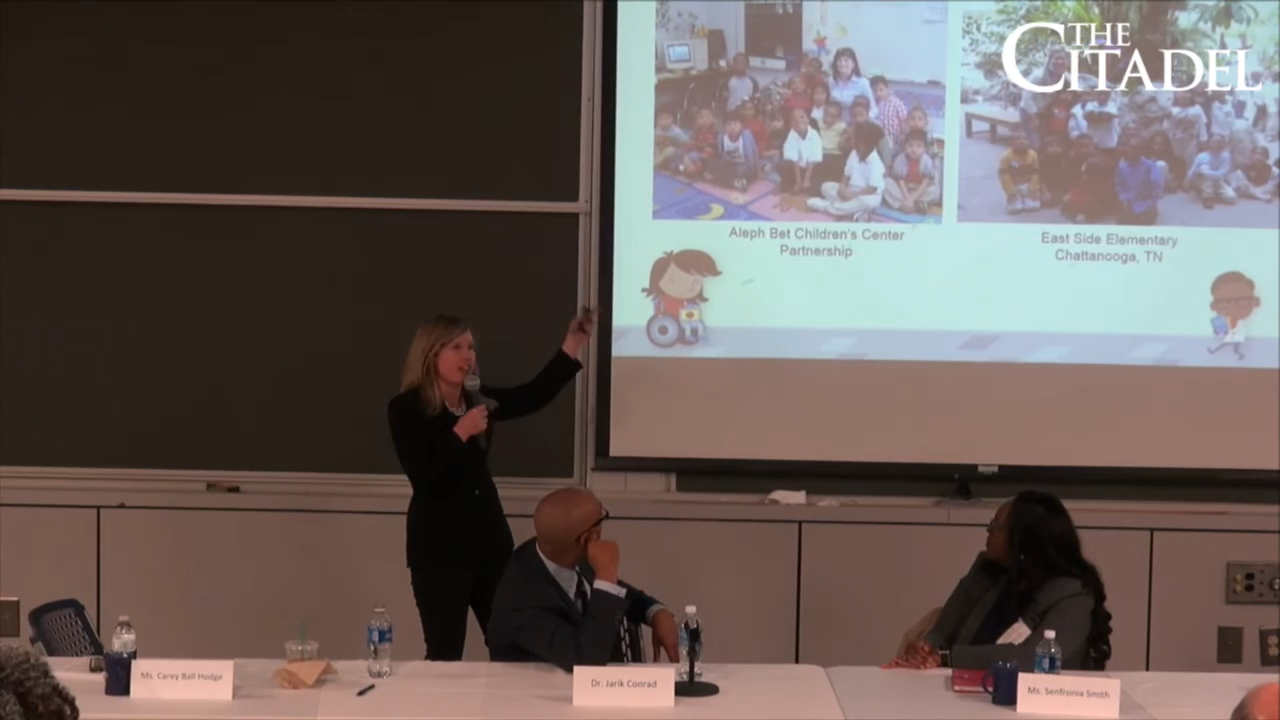 THE
CITADEL
Aleph Bet Children's Center
Partnership
East Side Elementary
Chattanooga, TN
Ms. Carey Ball Hodge
Dr. Jarik Conrad
Ms. Senfronia Smith